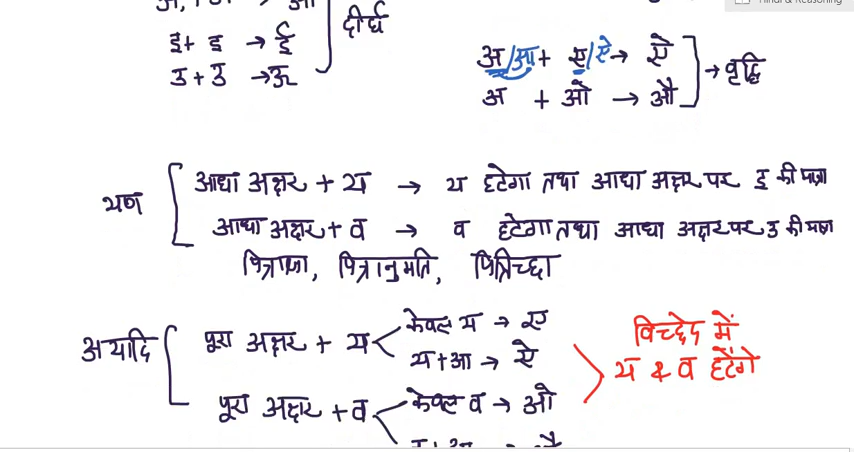 इ + इ → ई
दीर्घ
उ + उ → ऊ
अ/आ + ए/ऐ → ऐ
अ + ओ → औ
→ वृद्धि
यण
आधा अक्षर + य → य हटेगा तथा आधा अक्षर पर इ की मात्रा
आधा अक्षर + व → व हटेगा तथा आधा अक्षर पर उ की मात्रा
पित्राज्ञा, पित्रानुमति, पित्रिच्छा
अयादि
पूरा अक्षर + य
केवल य → ए
य + आ → ऐ
पूरा अक्षर + व
केवल व → ओ
विच्छेद में
य & व हटेंगे